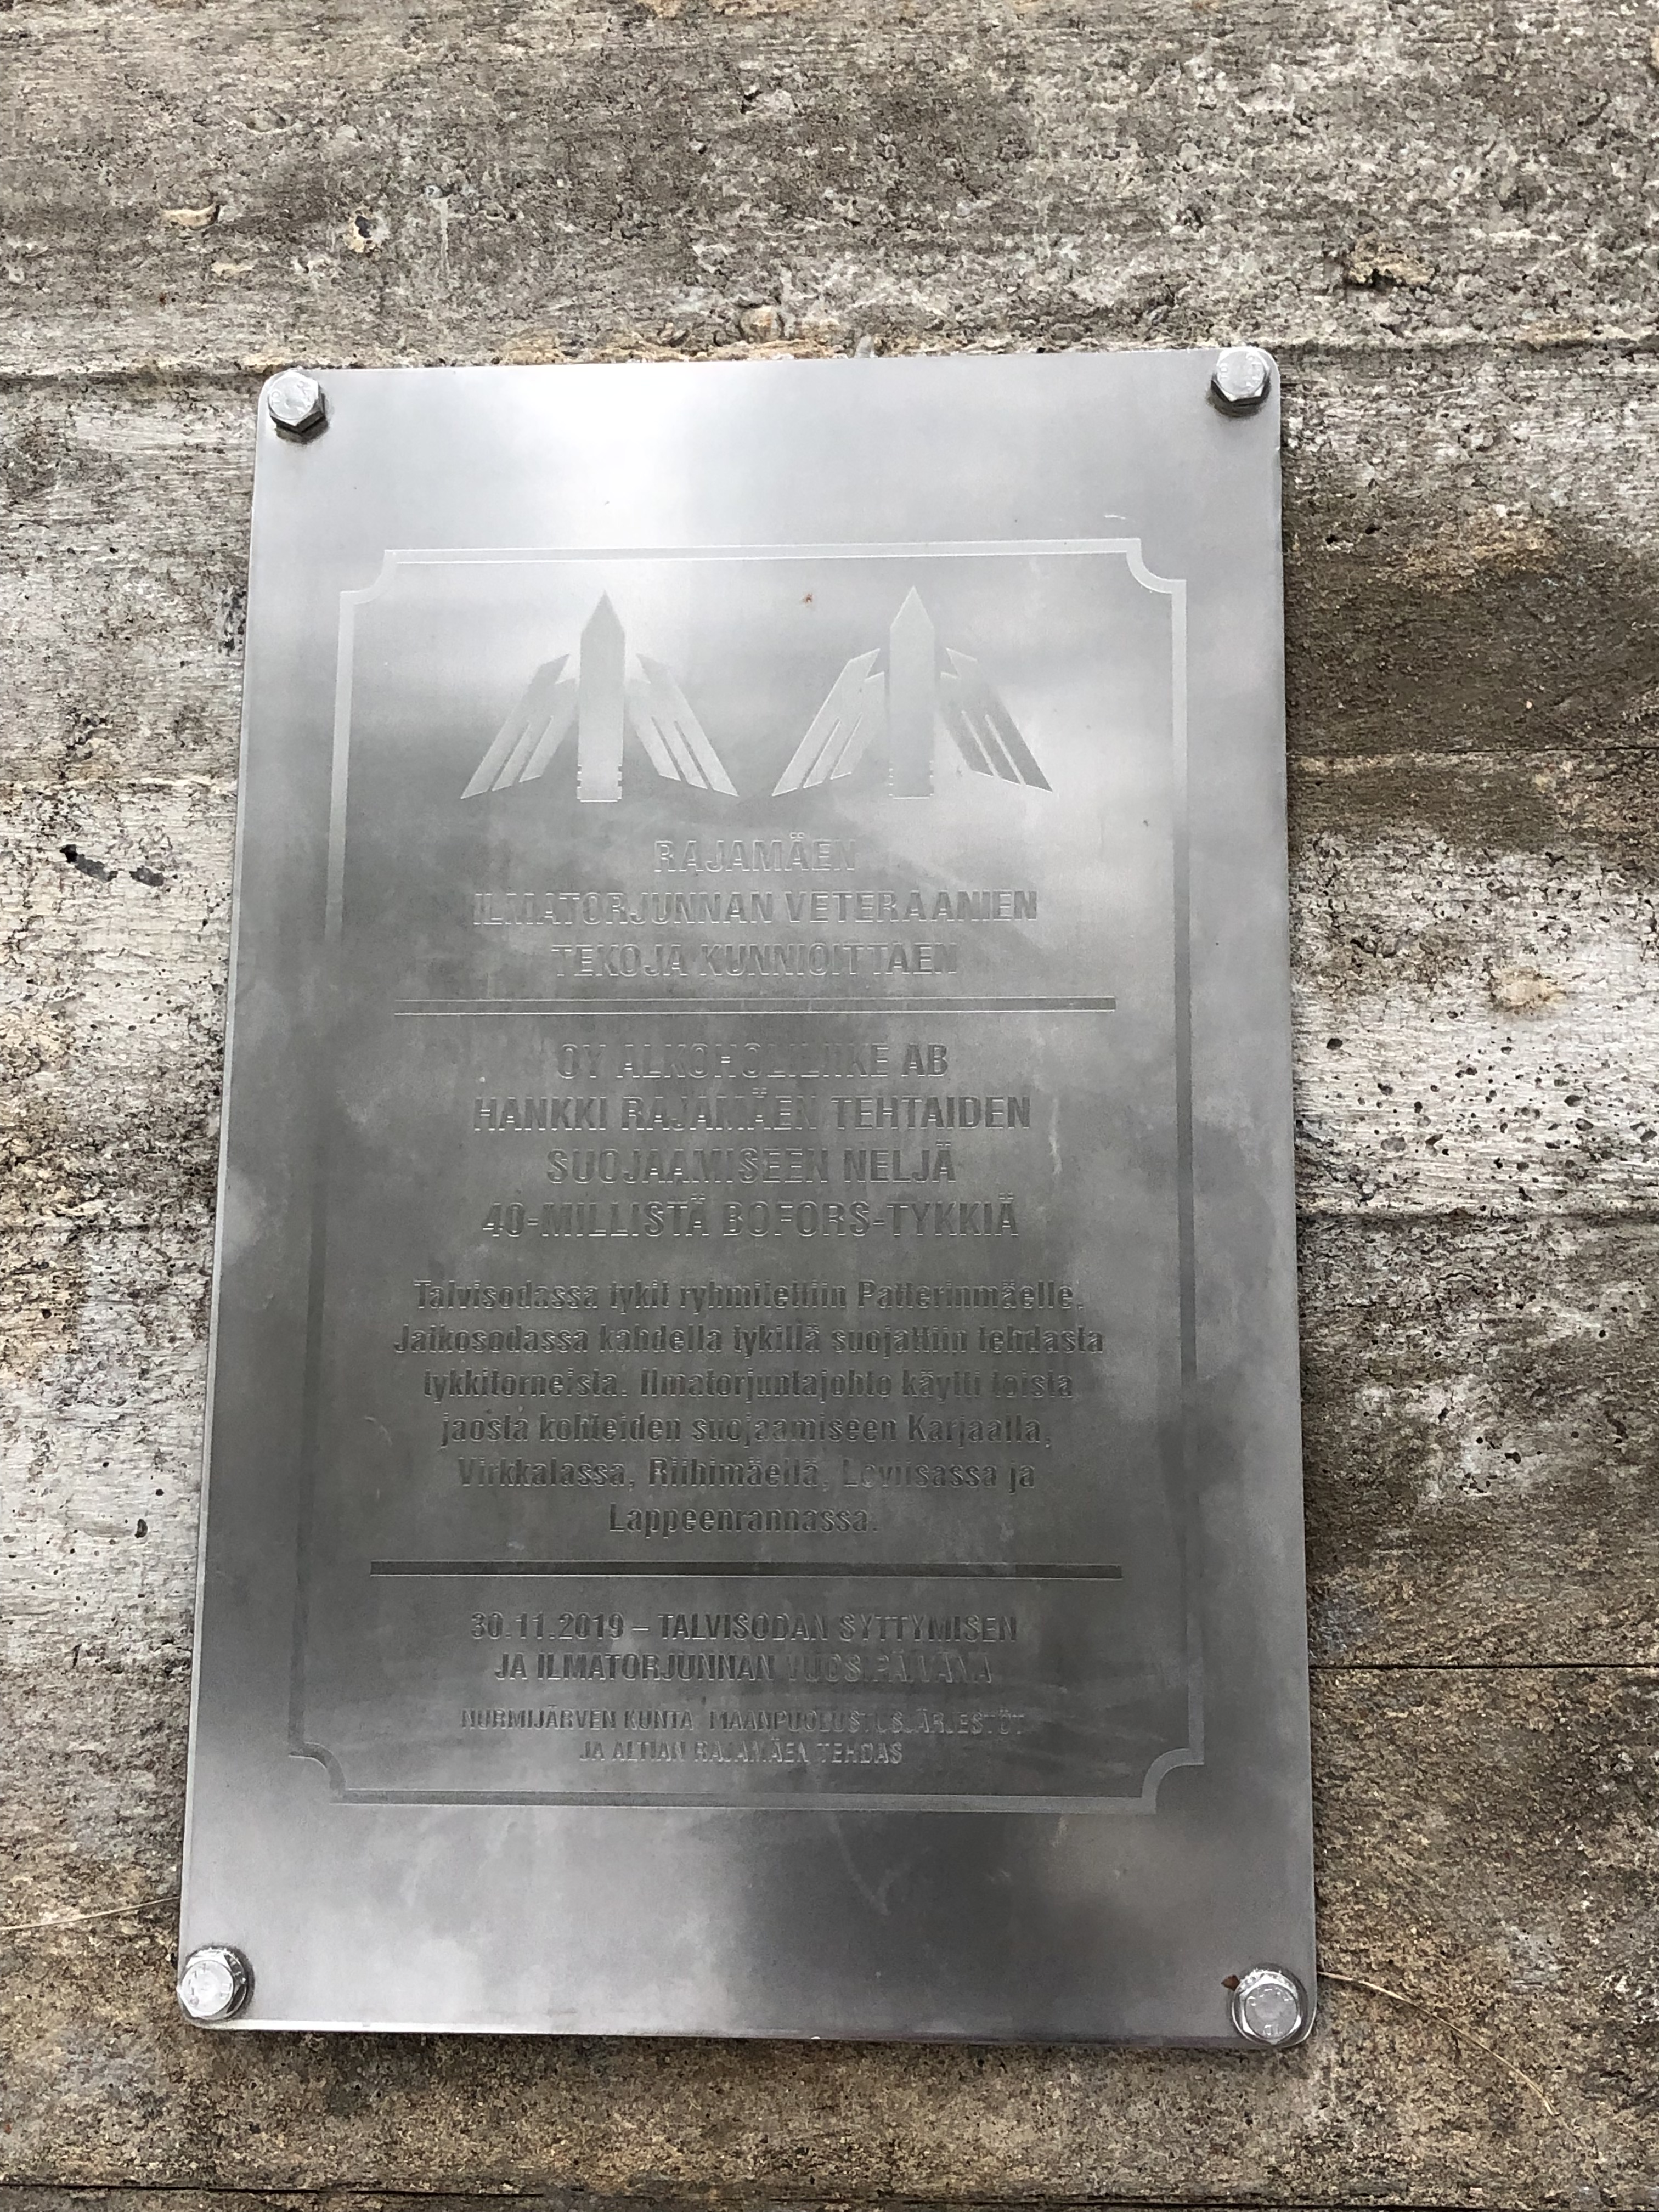 RAJAMÄEN
ILMATORJUNNAN VETERAANIEN
TEKOJA KUNNIOITTAEN
OY ALKOHOLILIIKE AB
HANKKI RAJAMÄEN TEHTAIDEN
SUOJAAMISEEN NELJÄ
40-MILLISTÄ BOFORS-TYKKIÄ
Talvisodassa tykit ryhmitettiin Patterinmäelle.
Jatkosodassa kahdella tykillä suojattiin tehdasta
tykkitorneista. Ilmatorjuntajohto käytti toista
jaosta kohteiden suojaamiseen Karjaalla,
Virkkalassa, Riihimäellä, Loviisassa ja
Lappeenrannassa.
30.11.2019 – TALVISODAN SYTTYMISEN
JA ILMATORJUNNAN VUOSIPÄIVÄNÄ
NURMIJÄRVEN KUNTA, MAANPUOLUSTUSJÄRJESTÖT
JA ALTIAN RAJAMÄEN TEHDAS